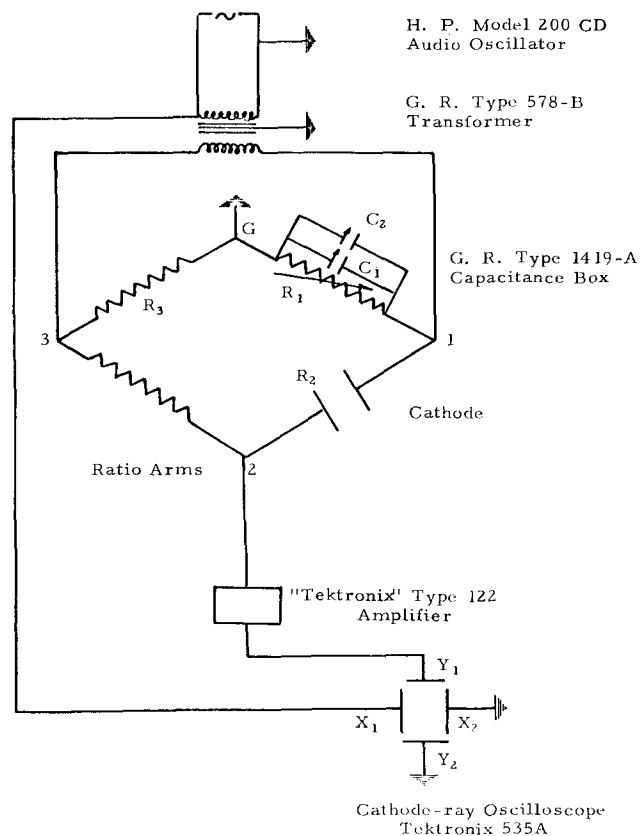 H. P. Model 200 CD
Audio Oscillator
G. R. Type 578-B
Transformer
G
C2
C1
R1
G. R. Type 1419-A
Capacitance Box
R3
3
1
R2
Cathode
Ratio Arms
2
"Tektronix" Type 122
Amplifier
Y1
X1
X2
Y2
Cathode-ray Oscilloscope
Tektronix 535A